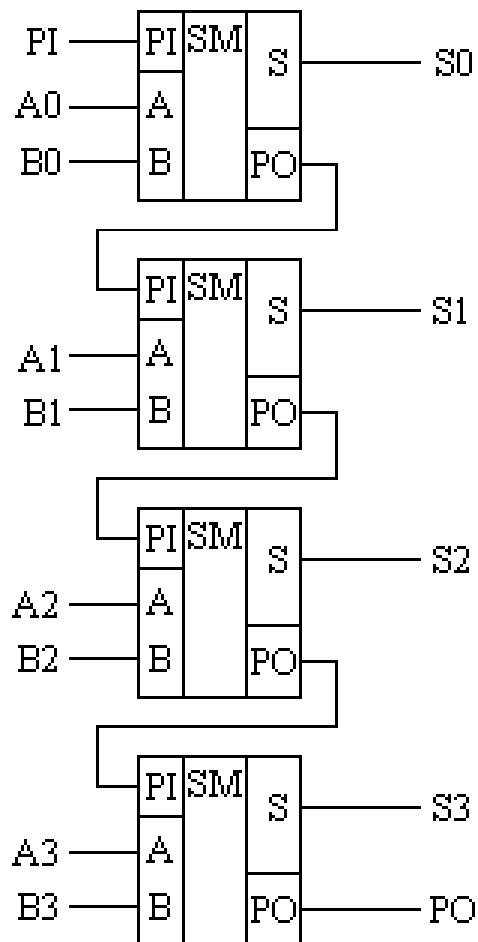 PI PI SM S S0
A0 A
B0 B PO
PI SM S S1
A1 A
B1 B PO
PI SM S S2
A2 A
B2 B PO
PI SM S S3
A3 A
B3 B PO PO